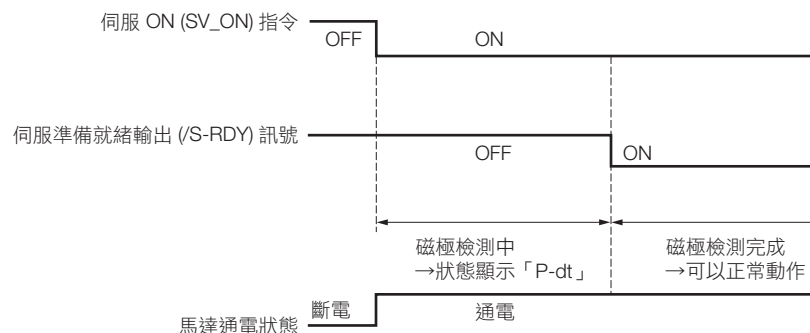 伺服 ON (SV_ON) 指令
OFF
ON
伺服準備就緒輸出 (/S-RDY) 訊號
OFF
ON
磁極檢測中
→狀態顯示「P-dt」
磁極檢測完成
→可以正常動作
馬達通電狀態
斷電
通電